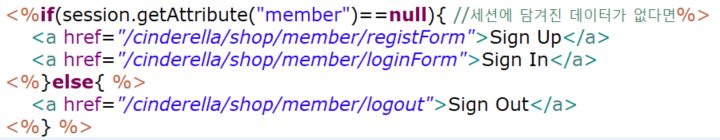 <%if(session.getAttribute("member")==null){ //세션에 담겨진 데이터가 없다면%>
<a href="/cinderella/shop/member/registForm">Sign Up</a>
<a href="/cinderella/shop/member/loginForm">Sign In</a>
<%}else{ %>
<a href="/cinderella/shop/member/logout">Sign Out</a>
<%} %>